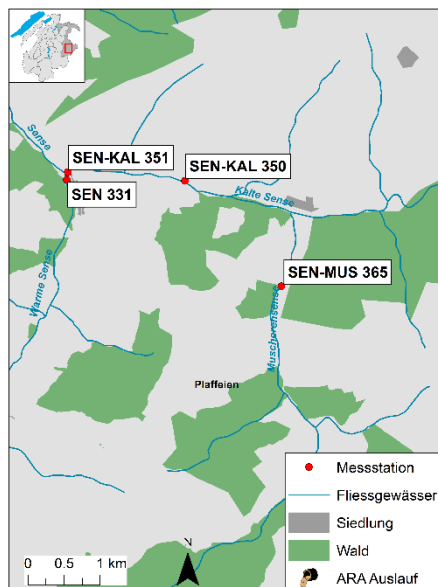 Sense
SEN-KAL 351
SEN-KAL 350
SEN 331
Kalte Sense
SEN-MUS 365
Warme Sense
Muscherensense
Plaffeien
Messstation
Fliessgewässer
Siedlung
Wald
ARA Auslauf
N
0 0.5 1 km